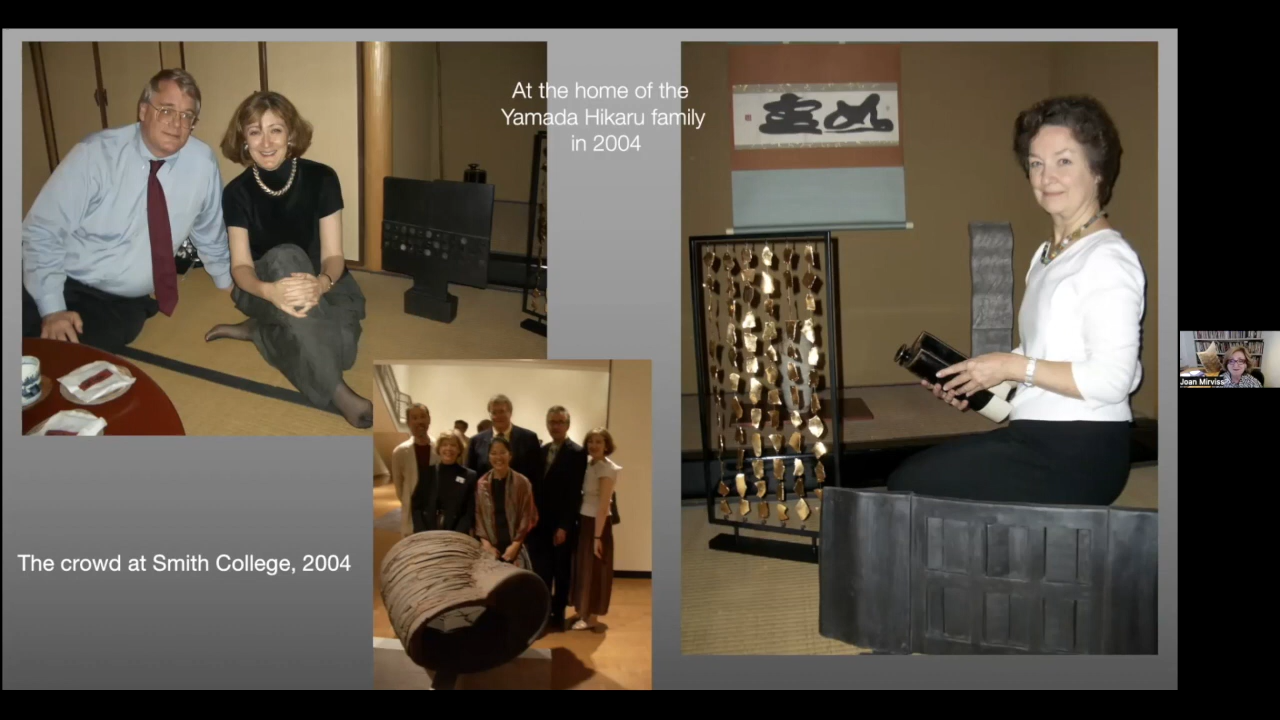 At the home of the
Yamada Hikaru family
in 2004
The crowd at Smith College, 2004
Joan Mirviss